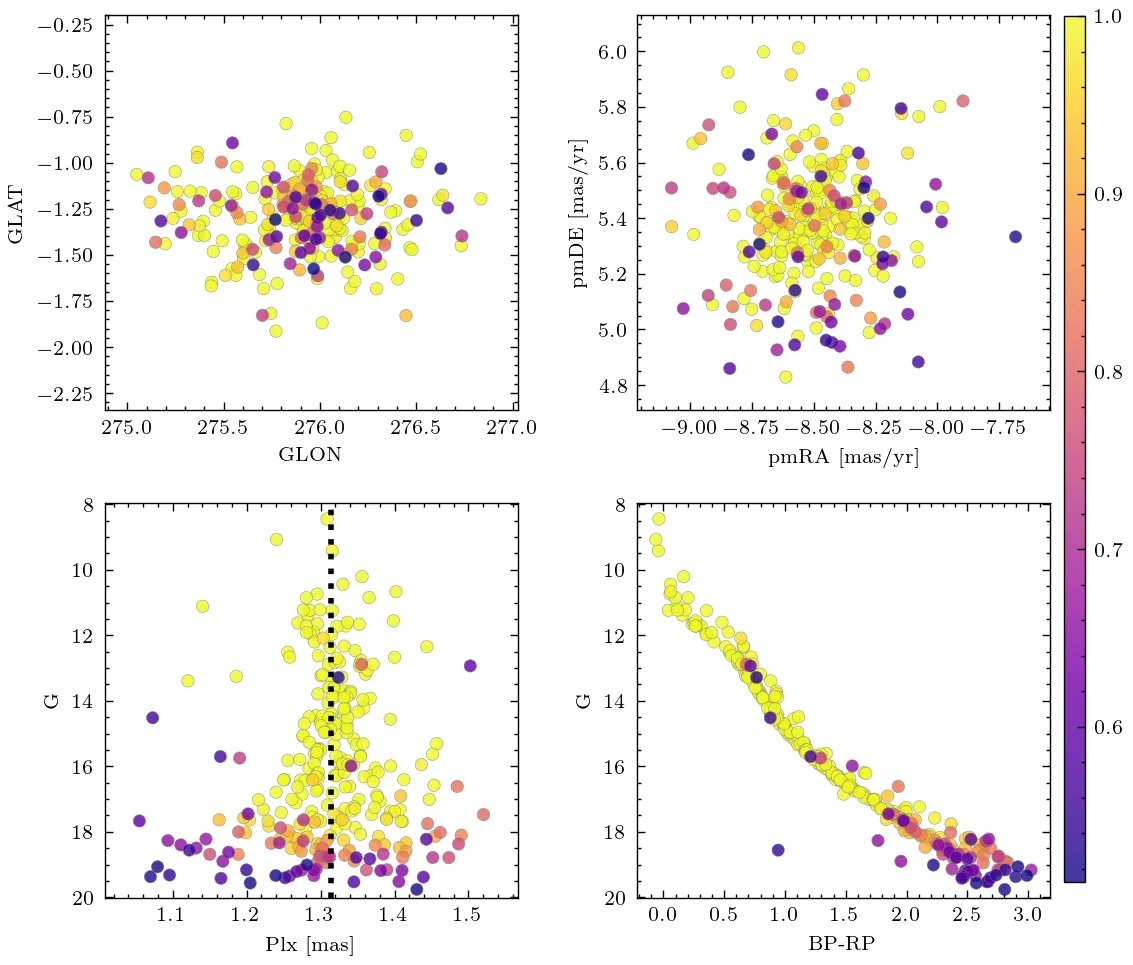 −0.25
−0.50
−0.75
−1.00
−1.25
−1.50
−1.75
−2.00
−2.25
GLAT
275.0 275.5 276.0 276.5 277.0
GLON
6.0
5.8
5.6
5.4
5.2
5.0
4.8
pmDE [mas/yr]
−9.00 −8.75 −8.50 −8.25 −8.00 −7.75
pmRA [mas/yr]
1.0
0.9
0.8
0.7
0.6
8
10
12
14
16
18
20
G
1.1 1.2 1.3 1.4 1.5
Plx [mas]
8
10
12
14
16
18
20
G
0.0 0.5 1.0 1.5 2.0 2.5 3.0
BP-RP